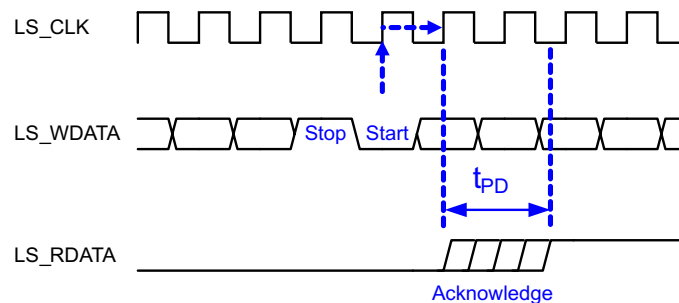 LS_CLK
LS_WDATA
Stop
Start
tPD
LS_RDATA
Acknowledge